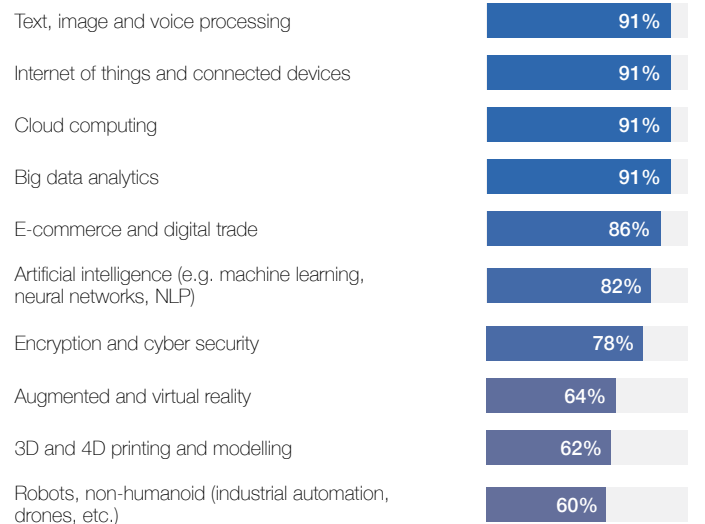 Text, image and voice processing 91%
Internet of things and connected devices 91%
Cloud computing 91%
Big data analytics 91%
E-commerce and digital trade 86%
Artificial intelligence (e.g. machine learning,
neural networks, NLP) 82%
Encryption and cyber security 78%
Augmented and virtual reality 64%
3D and 4D printing and modelling 62%
Robots, non-humanoid (industrial automation,
drones, etc.) 60%